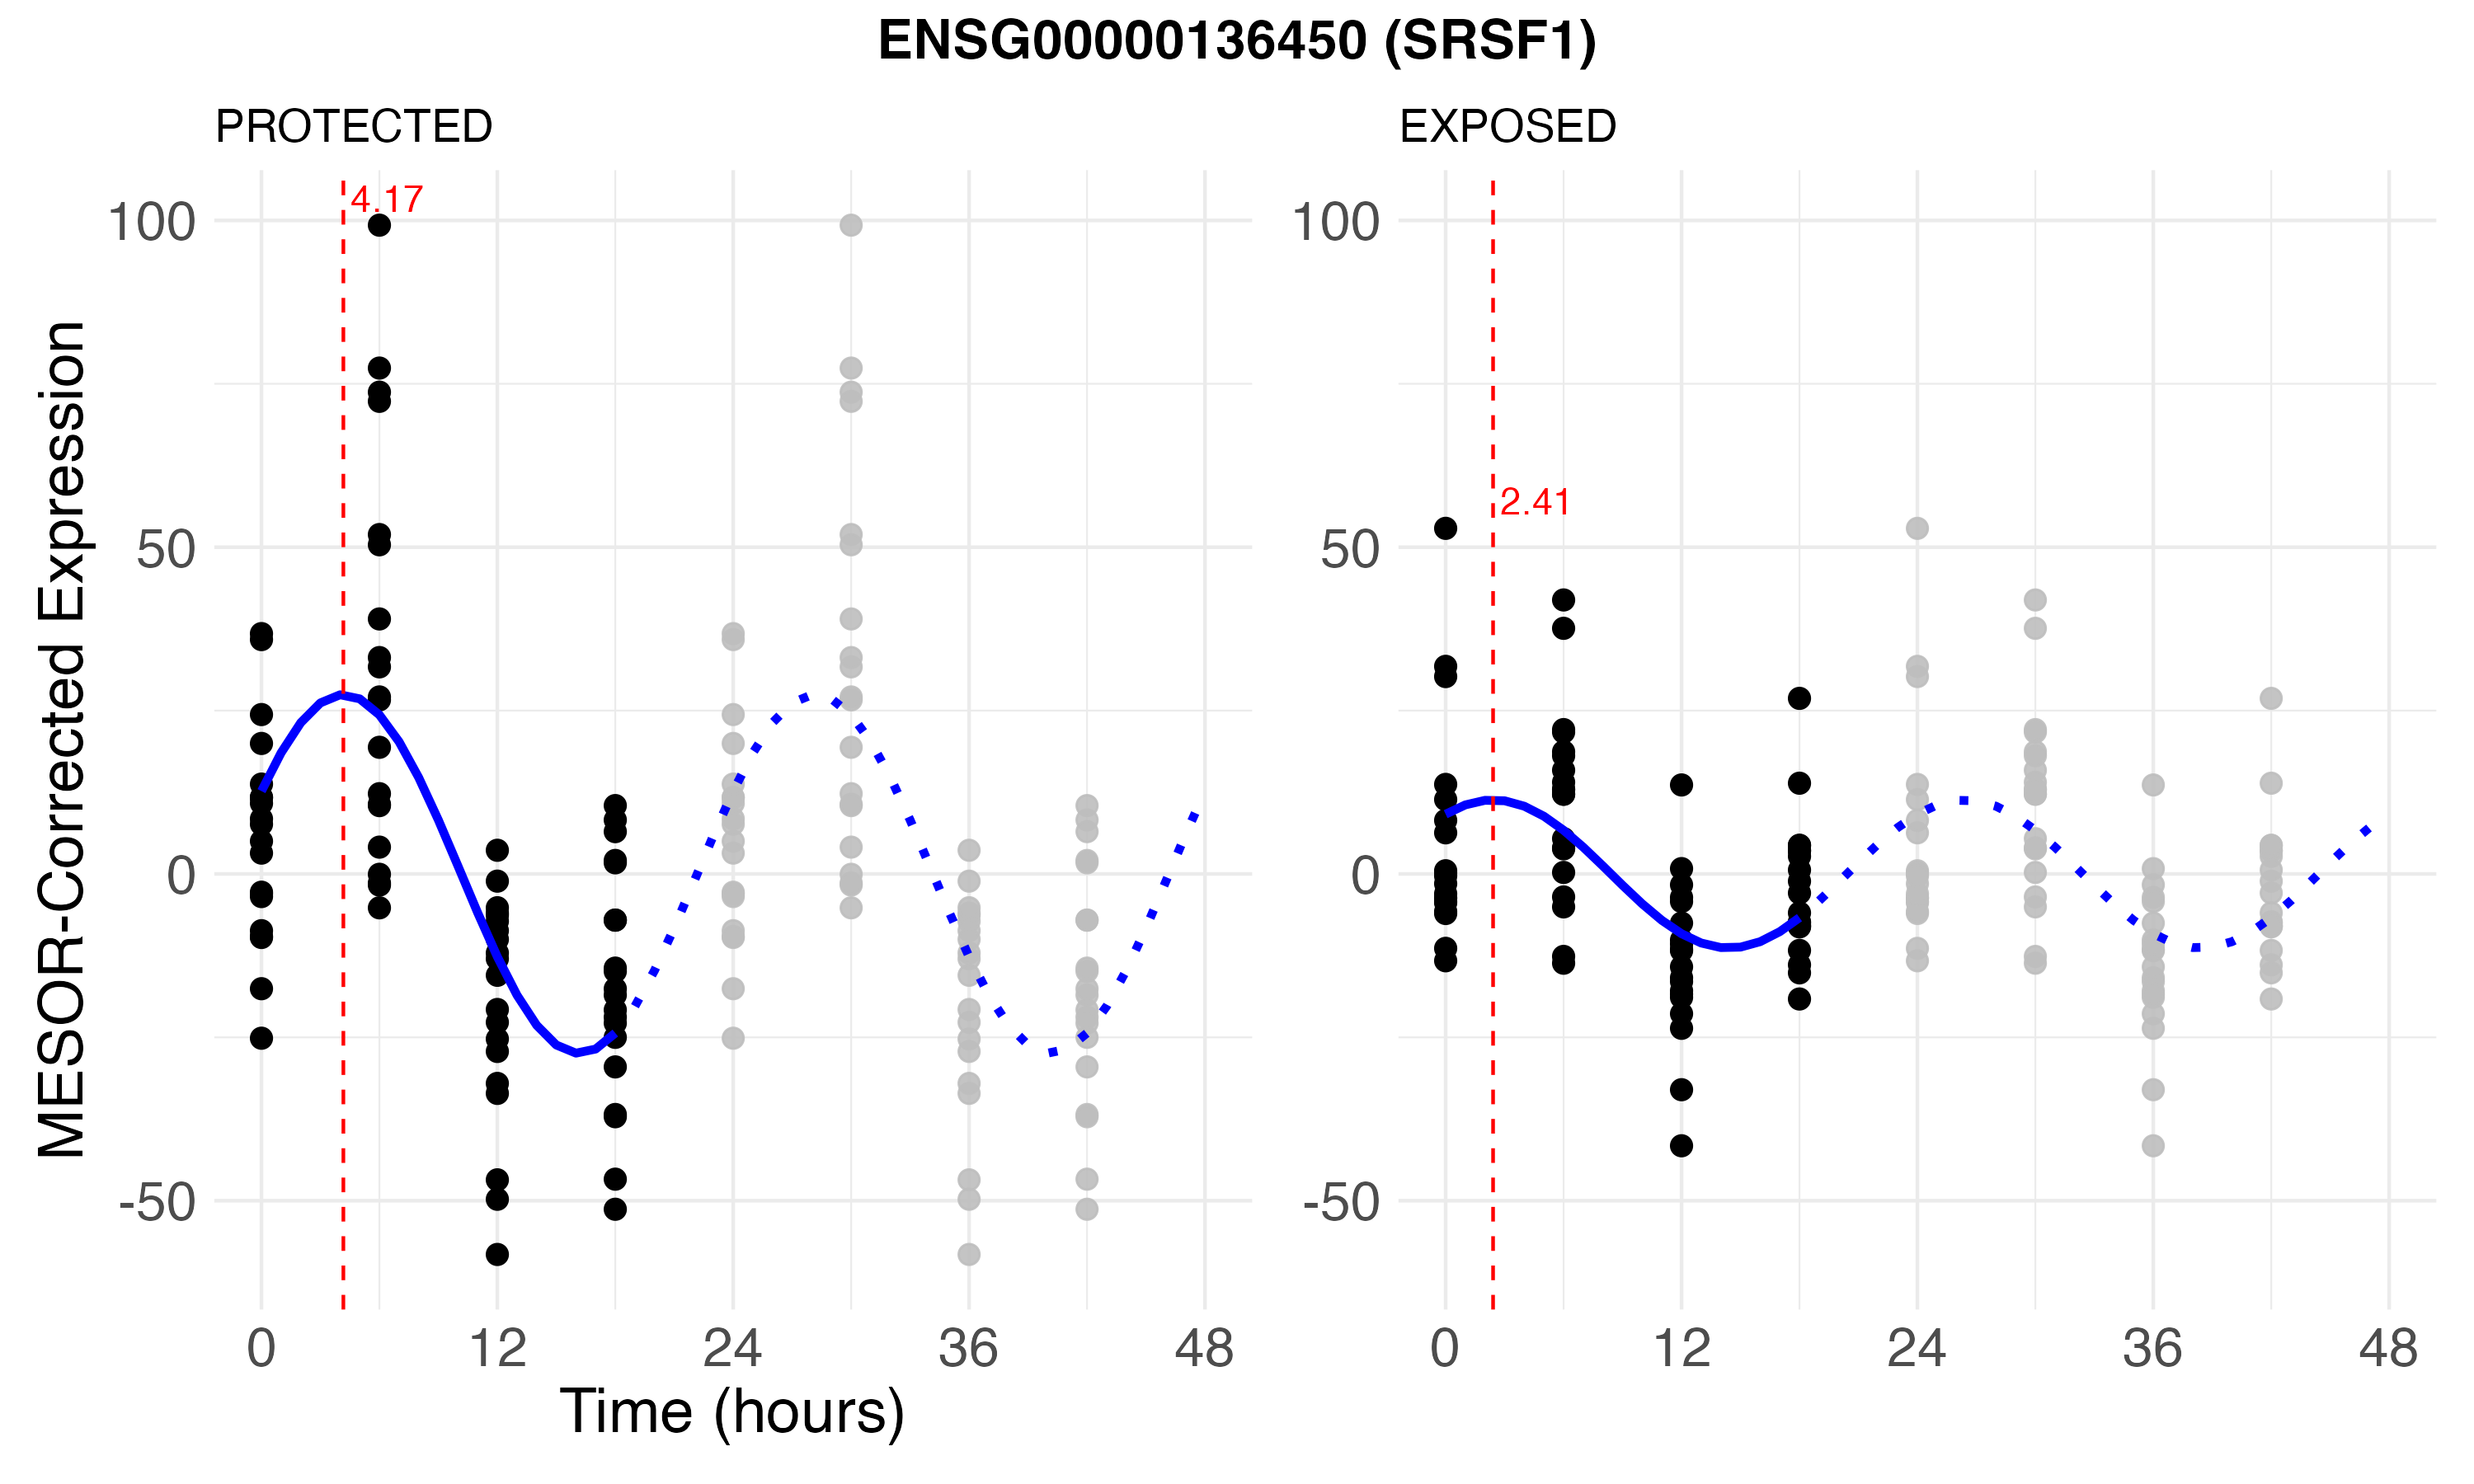 ENSG00000136450 (SRSF1)
PROTECTED
EXPOSED
4.17
2.41
MESOR-Corrected Expression
100
50
0
-50
100
50
0
-50
0 12 24 36 48
0 12 24 36 48
Time (hours)